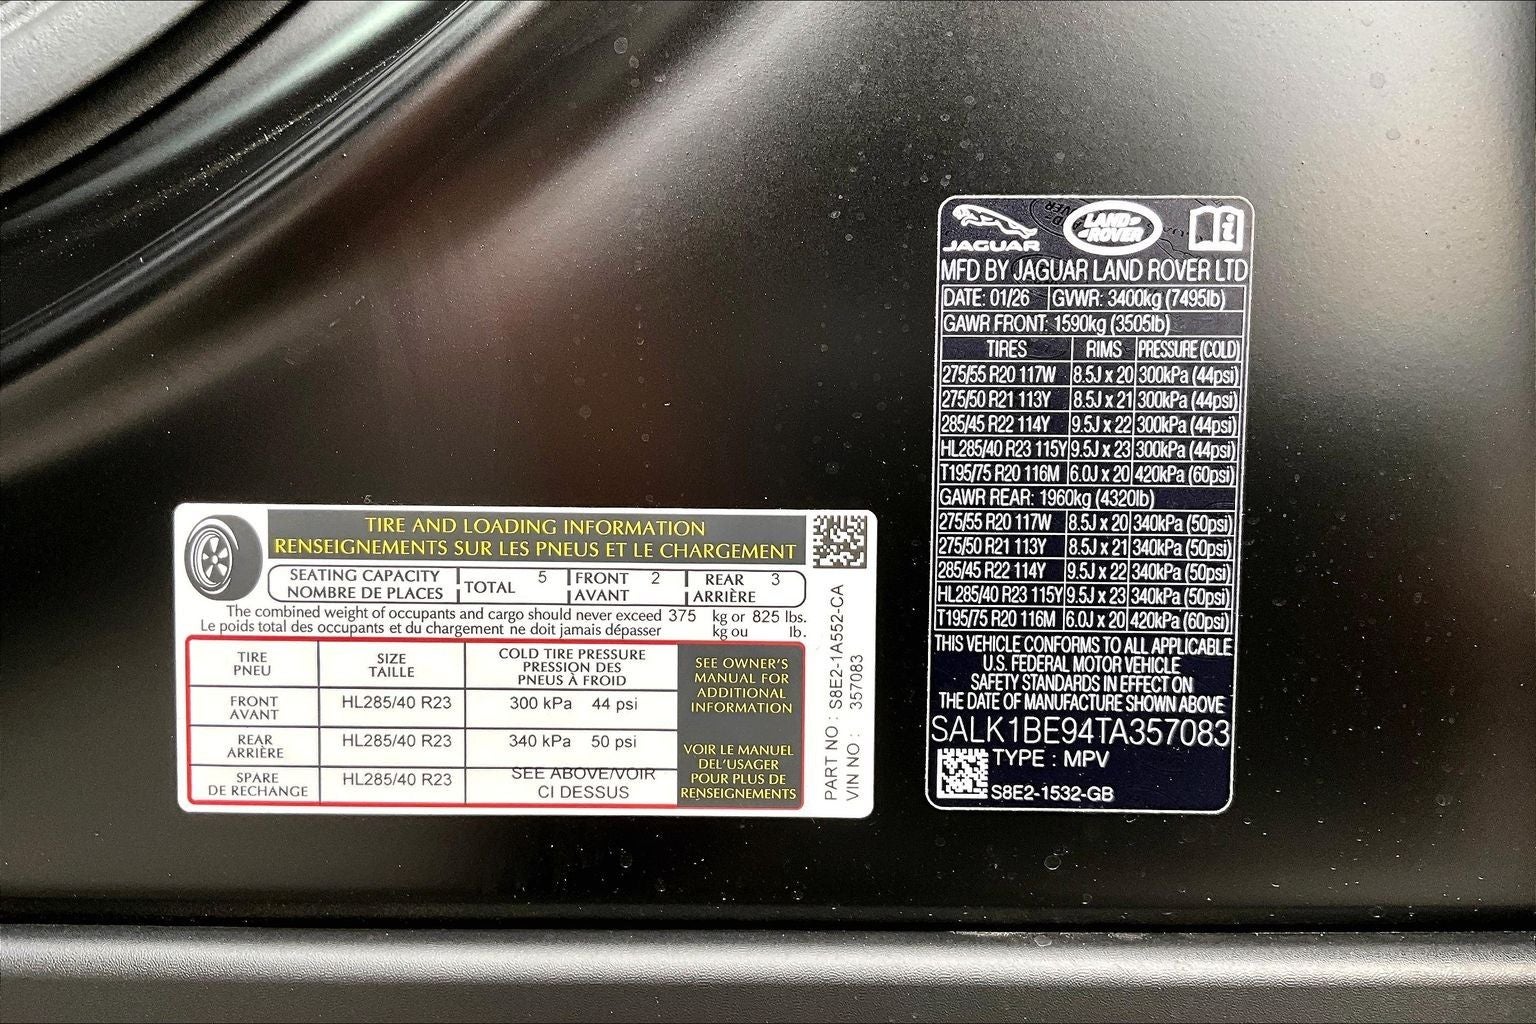 TIRE AND LOADING INFORMATION
RENSEIGNEMENTS SUR LES PNEUS ET LE CHARGEMENT
SEATING CAPACITY
NOMBRE DE PLACES
TOTAL 5
FRONT
AVANT
2
REAR
ARRIÈRE
3
The combined weight of occupants and cargo should never exceed 375 kg or 825 lbs.
Le poids total des occupants et du chargement ne doit jamais dépasser kg ou lb.
TIRE
PNEU
SIZE
TAILLE
COLD TIRE PRESSURE
PRESSION DES
PNEUS À FROID
FRONT
AVANT
HL285/40 R23
300 kPa 44 psi
REAR
ARRIÈRE
HL285/40 R23
340 kPa 50 psi
SPARE
DE RECHANGE
HL285/40 R23
SEE ABOVE/VOIR
CI DESSUS
SEE OWNER'S
MANUAL FOR
ADDITIONAL
INFORMATION
VOIR LE MANUEL
DEL'USAGER
POUR PLUS DE
RENSEIGNEMENTS
PART NO : S8E2-1A552-CA
VIN NO : 357083
JAGUAR
LAND-
-ROVER
MFD BY JAGUAR LAND ROVER LTD
DATE: 01/26 GVWR: 3400kg (7495lb)
GAWR FRONT: 1590kg (3505lb)
TIRES RIMS PRESSURE (COLD)
275/55 R20 117W 8.5J x 20 300kPa (44psi)
275/50 R21 113Y 8.5J x 21 300kPa (44psi)
285/45 R22 114Y 9.5J x 22 300kPa (44psi)
HL285/40 R23 115Y 9.5J x 23 300kPa (44psi)
T195/75 R20 116M 6.0J x 20 420kPa (60psi)
GAWR REAR: 1960kg (4320lb)
275/55 R20 117W 8.5J x 20 340kPa (50psi)
275/50 R21 113Y 8.5J x 21 340kPa (50psi)
285/45 R22 114Y 9.5J x 22 340kPa (50psi)
HL285/40 R23 115Y 9.5J x 23 340kPa (50psi)
T195/75 R20 116M 6.0J x 20 420kPa (60psi)
THIS VEHICLE CONFORMS TO ALL APPLICABLE
U.S. FEDERAL MOTOR VEHICLE
SAFETY STANDARDS IN EFFECT ON
THE DATE OF MANUFACTURE SHOWN ABOVE
SALK1BE94TA357083
TYPE : MPV
S8E2-1532-GB